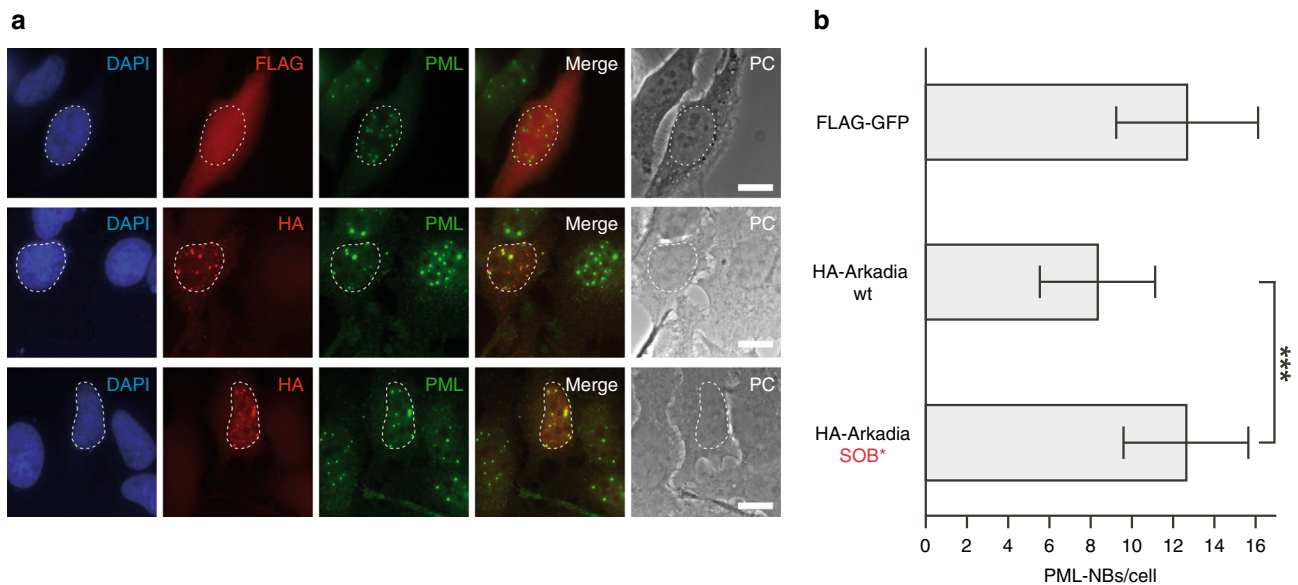 a
DAPI FLAG PML Merge PC
DAPI HA PML Merge PC
DAPI HA PML Merge PC
b
FLAG-GFP
HA-Arkadia
wt
HA-Arkadia
SOB*
***
0 2 4 6 8 10 12 14 16
PML-NBs/cell